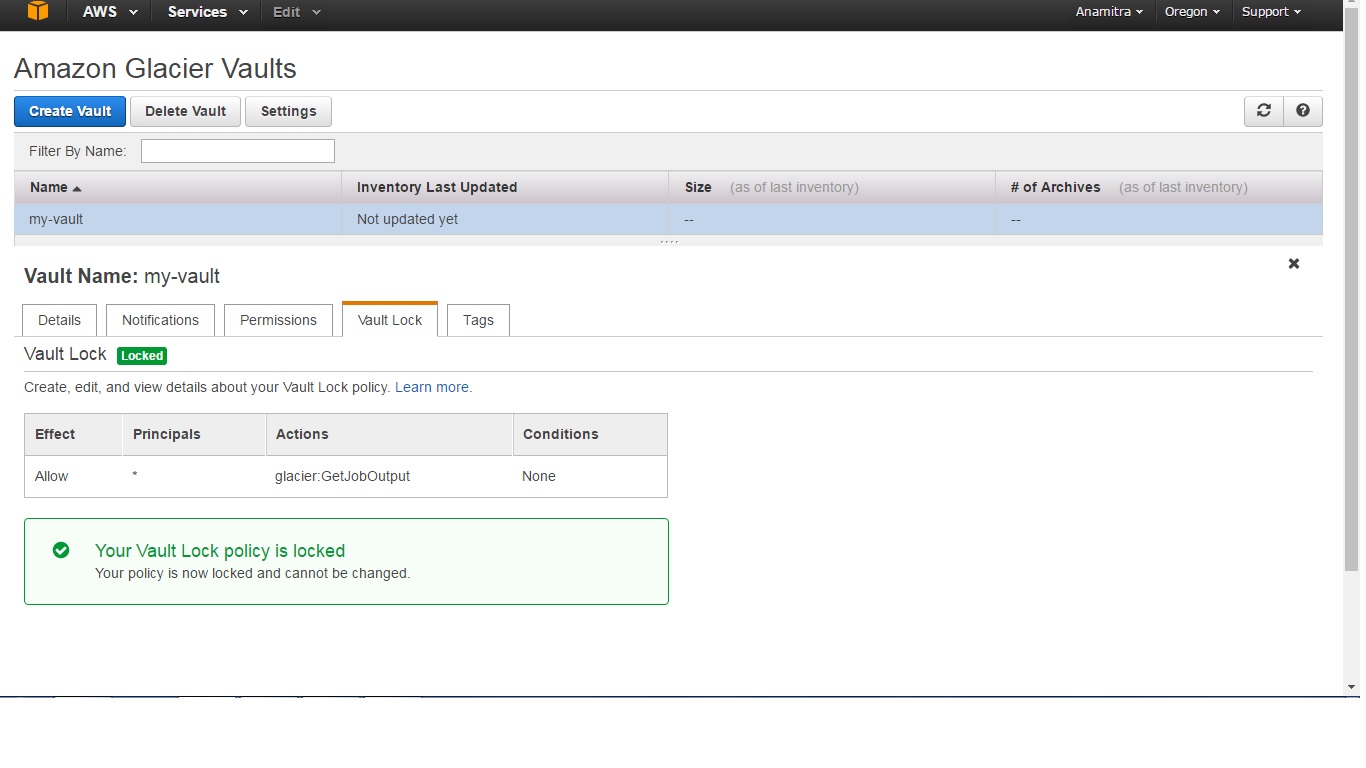 AWS Services Edit Anamitra Oregon Support
Amazon Glacier Vaults
Create Vault Delete Vault Settings
Filter By Name:
Name Inventory Last Updated Size (as of last inventory) # of Archives (as of last inventory)
my-vault Not updated yet -- --
Vault Name: my-vault
Details Notifications Permissions Vault Lock Tags
Vault Lock Locked
Create, edit, and view details about your Vault Lock policy. Learn more.
Effect Principals Actions Conditions
Allow * glacier:GetJobOutput None
Your Vault Lock policy is locked
Your policy is now locked and cannot be changed.